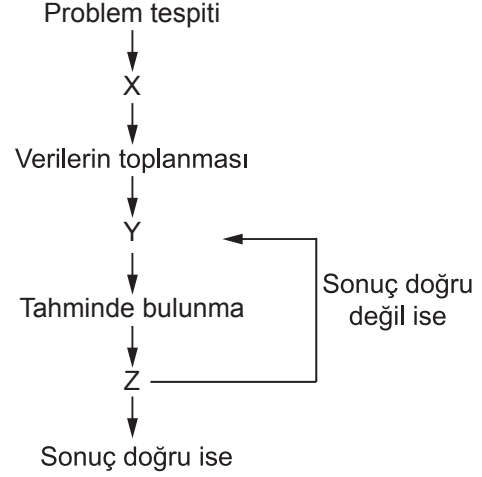 Problem tespiti
X
Verilerin toplanması
Y
Tahminde bulunma
Sonuç doğru
değil ise
Z
Sonuç doğru ise